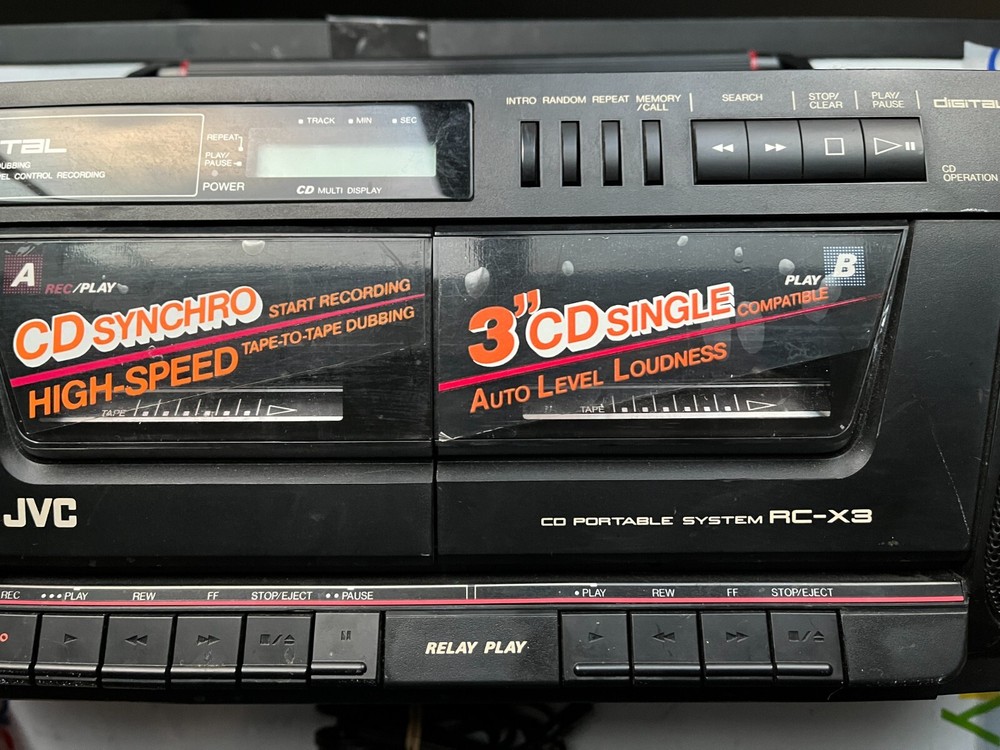 INTRO RANDOM REPEAT MEMORY/CALL
SEARCH
STOP/CLEAR
PLAY/PAUSE
DIGITAL
CD OPERATION
TRACK MIN SEC
REPEAT
PLAY/PAUSE
POWER
CD MULTI DISPLAY
TAL
UBBING
EL CONTROL RECORDING
A REC/PLAY
CD SYNCHRO START RECORDING
HIGH-SPEED TAPE-TO-TAPE DUBBING
TAPE
PLAY B
3" CD SINGLE COMPATIBLE
AUTO LEVEL LOUDNESS
TAPE
JVC
CD PORTABLE SYSTEM RC-X3
REC PLAY REW FF STOP/EJECT PAUSE
PLAY REW FF STOP/EJECT
RELAY PLAY